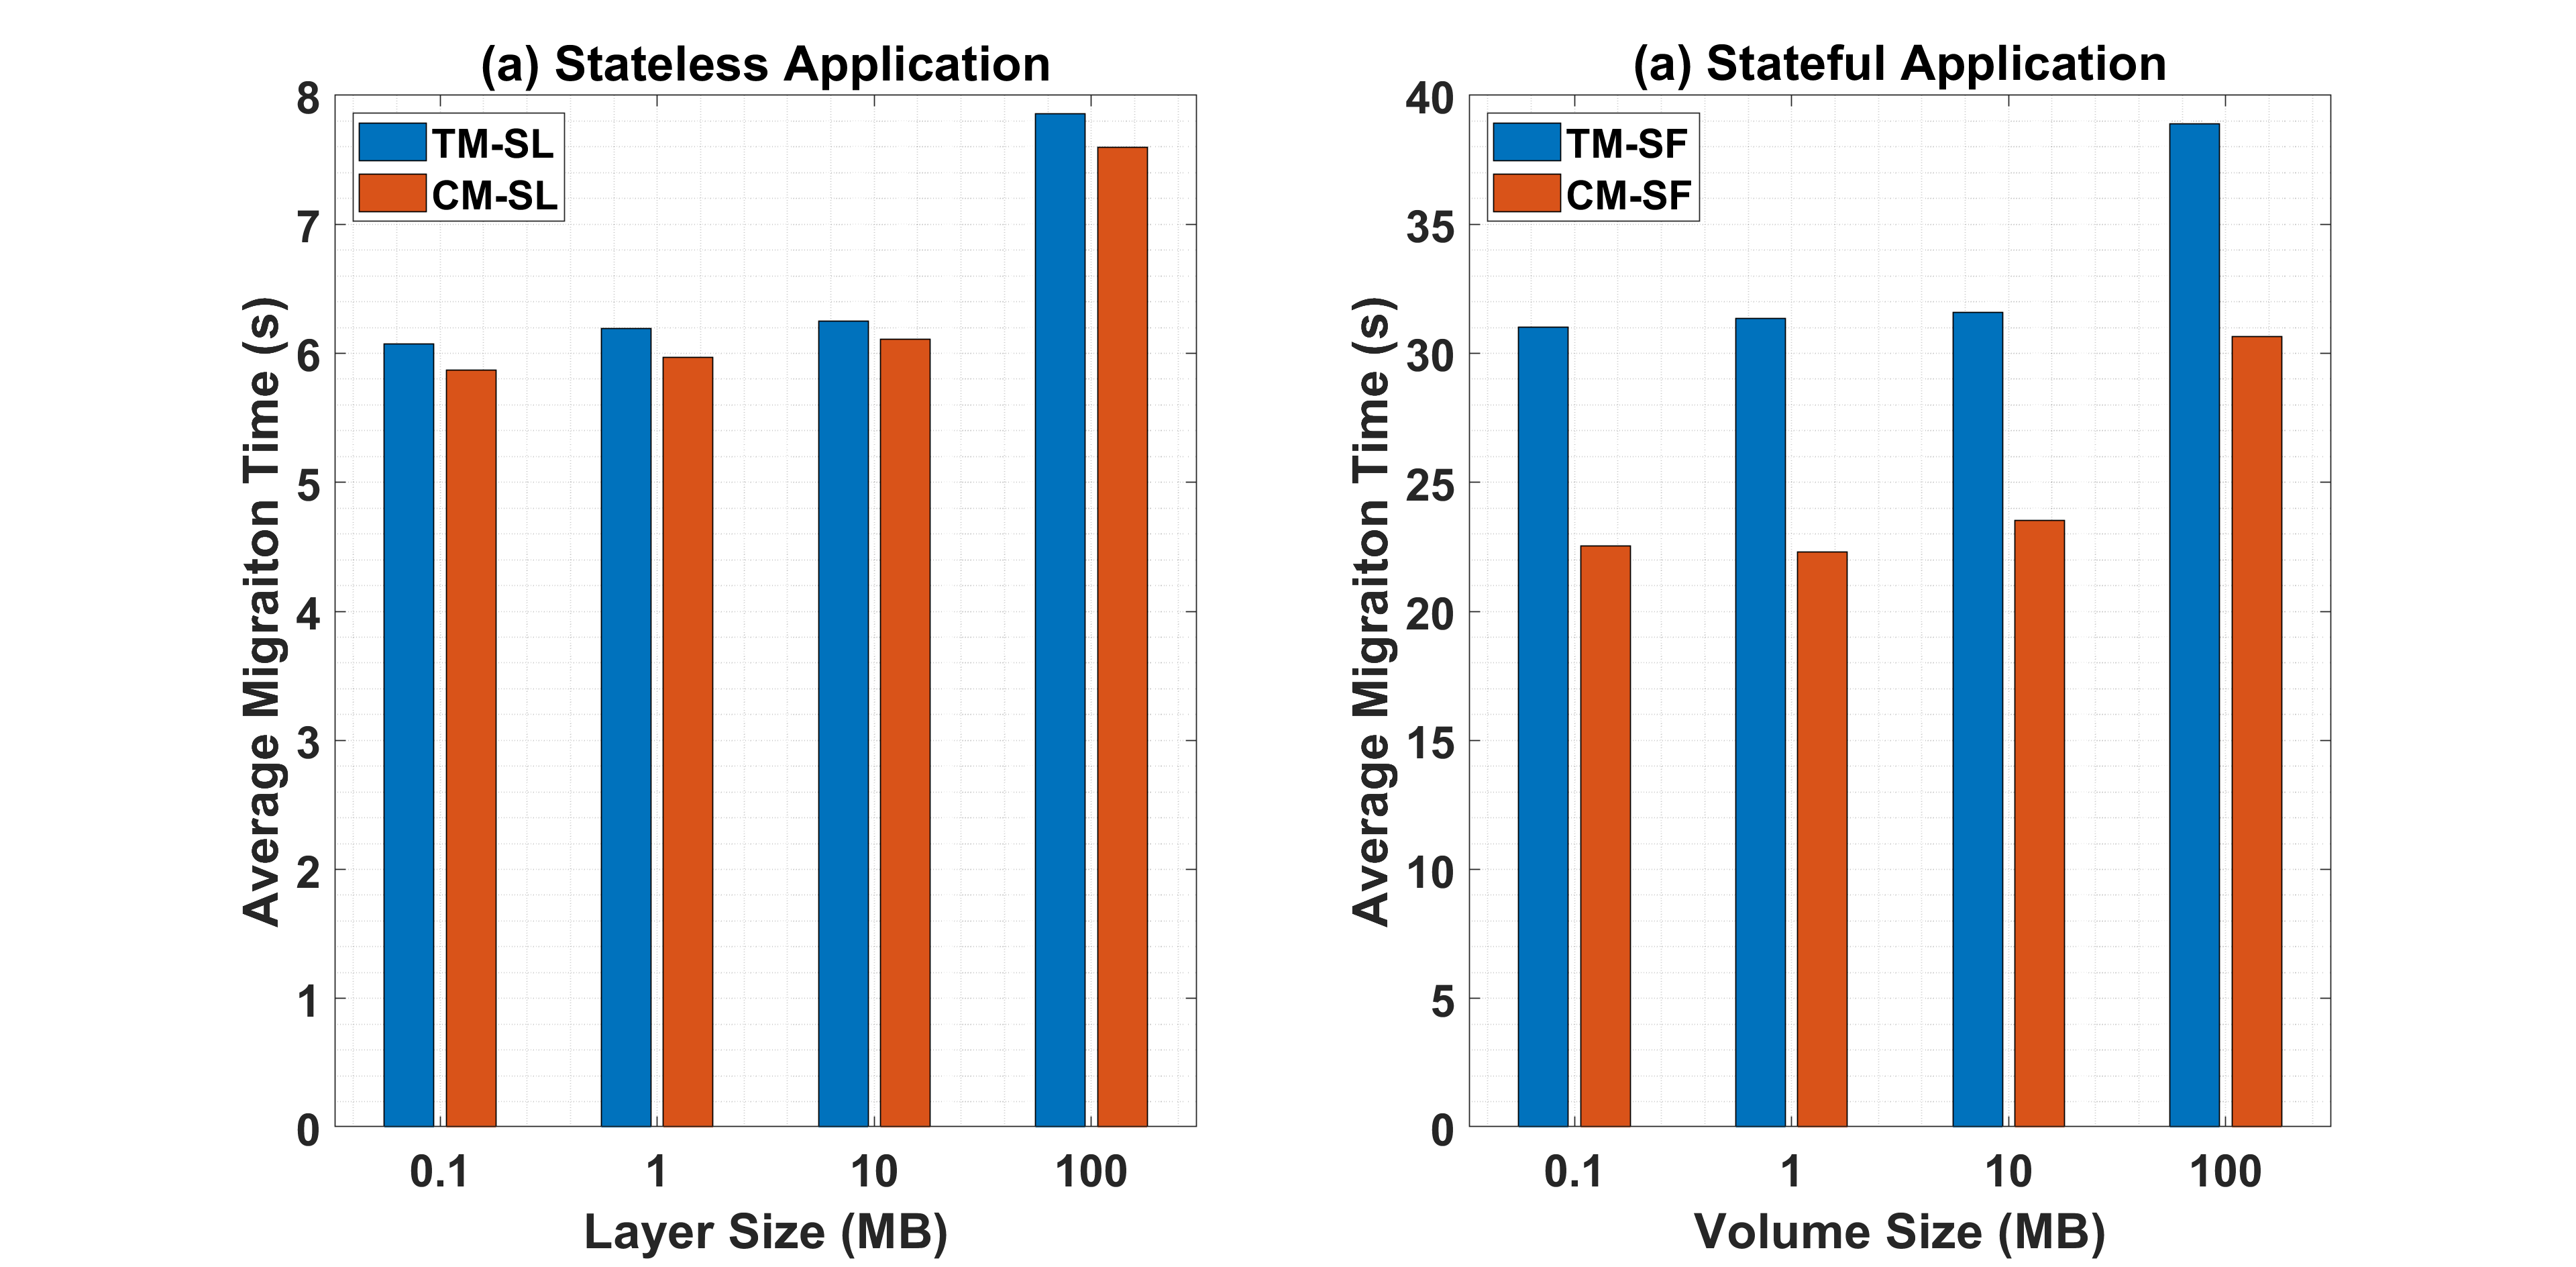 (a) Stateless Application
8
7
6
5
4
3
2
1
0
Average Migraiton Time (s)
TM-SL
CM-SL
0.1 1 10 100
Layer Size (MB)
(a) Stateful Application
40
35
30
25
20
15
10
5
0
Average Migraiton Time (s)
TM-SF
CM-SF
0.1 1 10 100
Volume Size (MB)